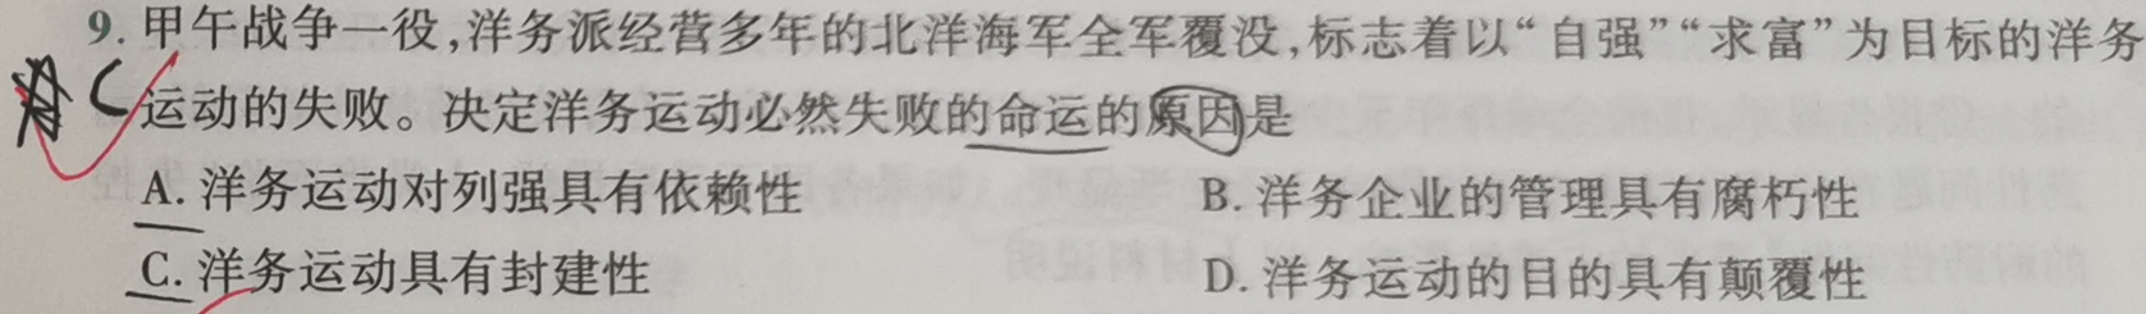 9. 甲午战争一役,洋务派经营多年的北洋海军全军覆没,标志着以“自强”“求富”为目标的洋务
C 运动的失败。决定洋务运动必然失败的命运的原因是
A. 洋务运动对列强具有依赖性 B. 洋务企业的管理具有腐朽性
C. 洋务运动具有封建性 D. 洋务运动的目的具有颠覆性